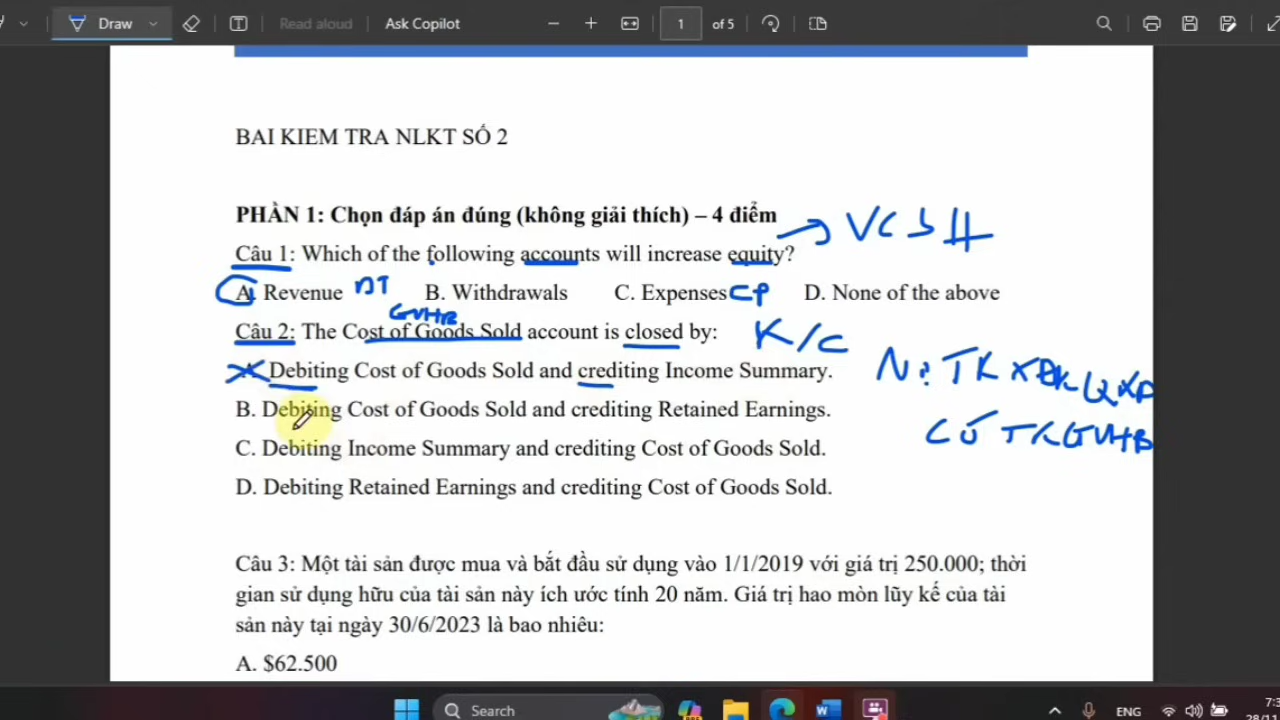 Draw Read aloud Ask Copilot 1 of 5
BAI KIEM TRA NLKT SỐ 2
PHẦN 1: Chọn đáp án đúng (không giải thích) – 4 điểm
VCSH
Câu 1: Which of the following accounts will increase equity?
A. Revenue DT B. Withdrawals C. Expenses CP D. None of the above
GVHB
Câu 2: The Cost of Goods Sold account is closed by: K/C
A. Debiting Cost of Goods Sold and crediting Income Summary.
Nợ TK XĐKQKD
B. Debiting Cost of Goods Sold and crediting Retained Earnings.
CÓ TK GVHB
C. Debiting Income Summary and crediting Cost of Goods Sold.
D. Debiting Retained Earnings and crediting Cost of Goods Sold.
Câu 3: Một tài sản được mua và bắt đầu sử dụng vào 1/1/2019 với giá trị 250.000; thời
gian sử dụng hữu của tài sản này ích ước tính 20 năm. Giá trị hao mòn lũy kế của tài
sản này tại ngày 30/6/2023 là bao nhiêu:
A. $62.500
Search ENG